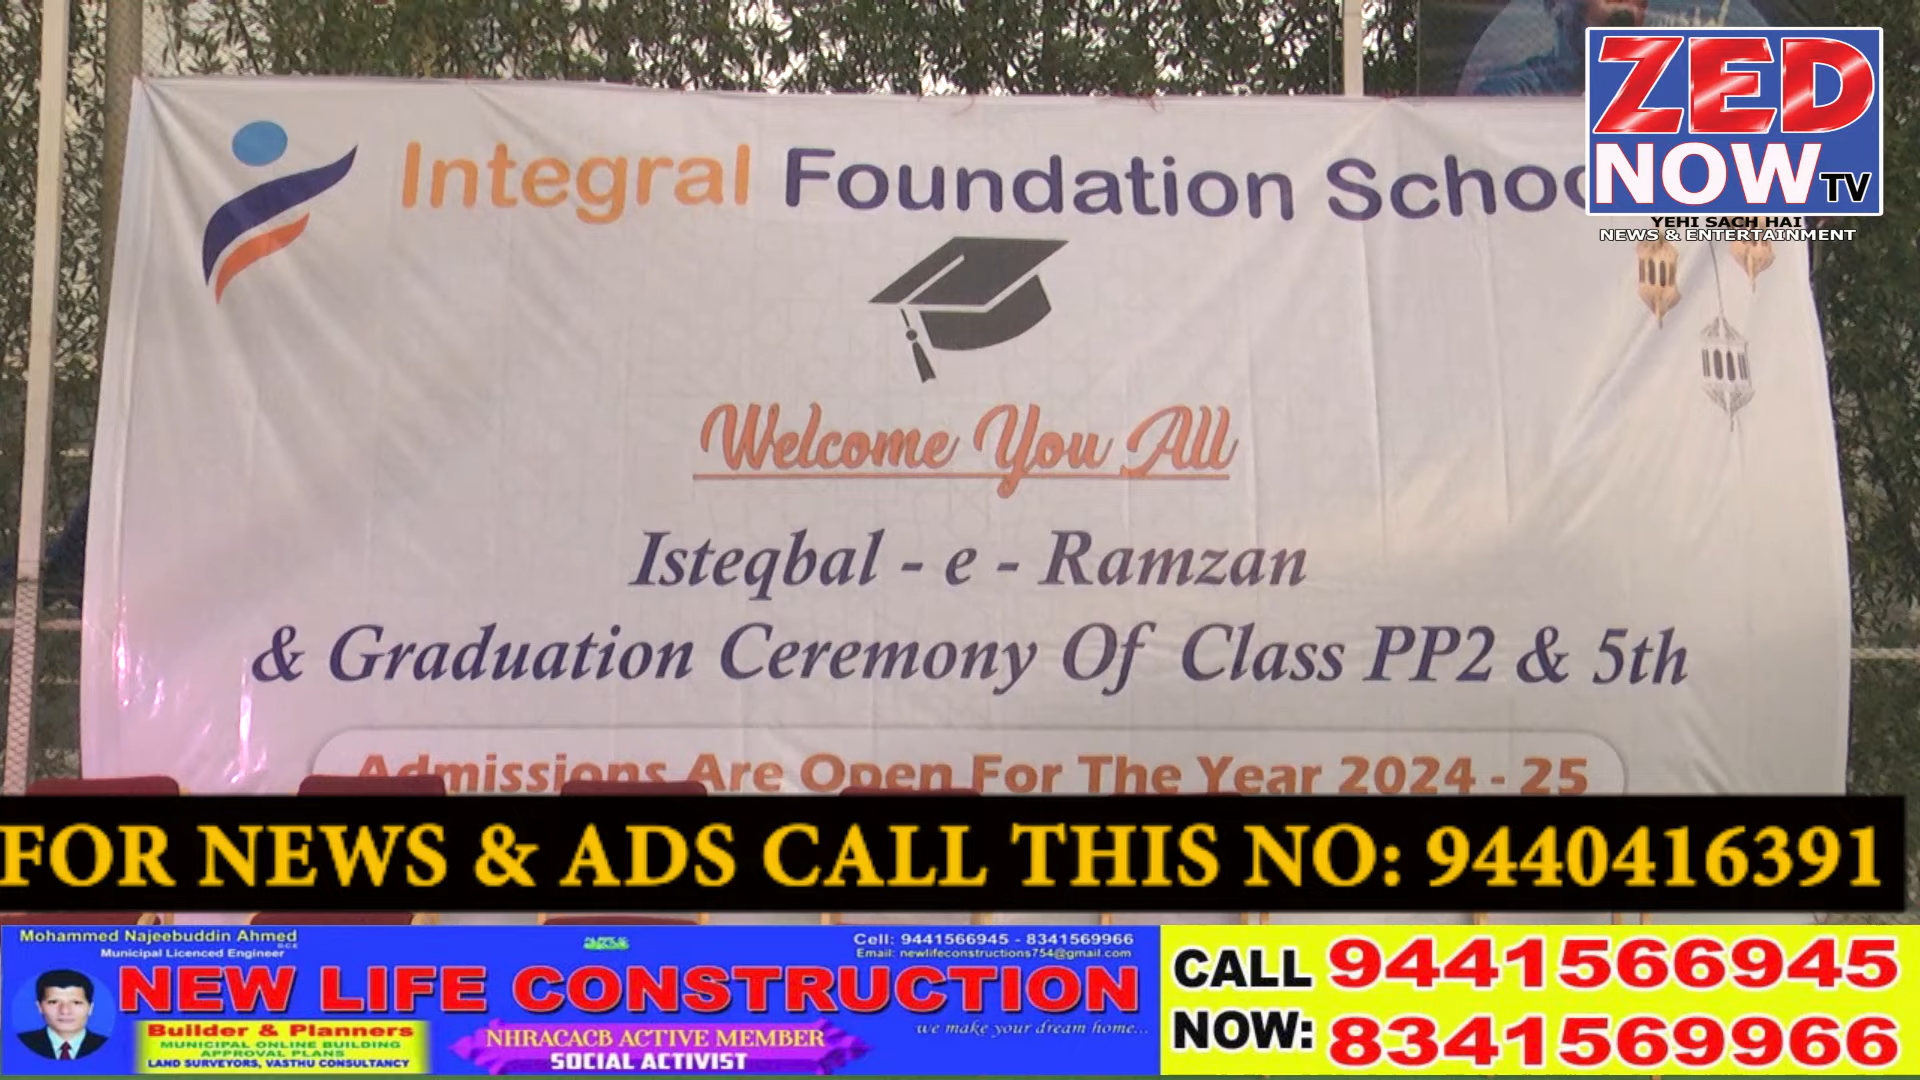 ZED
NOW TV
YEHI SACH HAI
NEWS & ENTERTAINMENT
Integral Foundation Schoo
Welcome You All
Isteqbal - e - Ramzan
& Graduation Ceremony Of Class PP2 & 5th
Admissions Are Open For The Year 2024 - 25
FOR NEWS & ADS CALL THIS NO: 9440416391
Mohammed Najeebuddin Ahmed
Municipal Licenced Engineer
Cell: 9441566945 - 8341569966
Email: newlifeconstructions754@gmail.com
NEW LIFE CONSTRUCTION
we make your dream home...
Builder & Planners
MUNICIPAL ONLINE BUILDING
APPROVAL PLANS
LAND SURVEYORS, VASTHU CONSULTANCY
NHRACACB ACTIVE MEMBER
SOCIAL ACTIVIST
CALL 9441566945
NOW: 8341569966